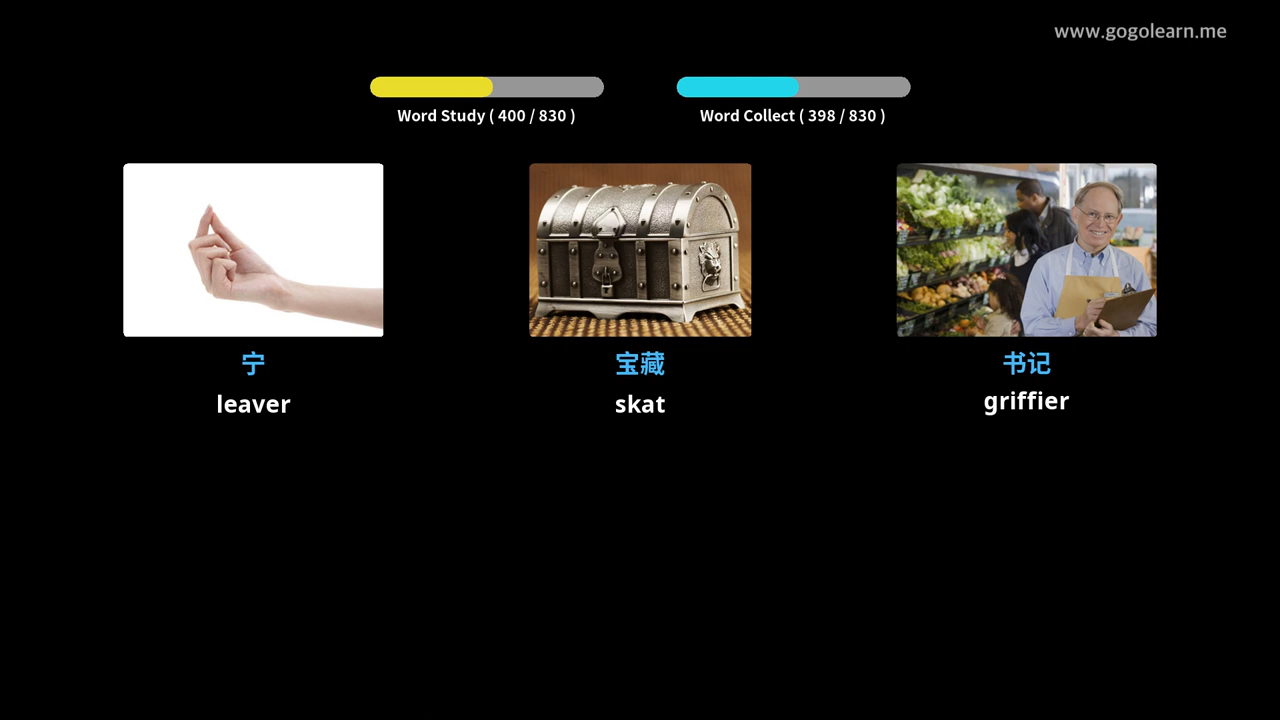 www.gogolearn.me
Word Study ( 400 / 830 )
Word Collect ( 398 / 830 )
宁
宝藏
书记
leaver
skat
griffier